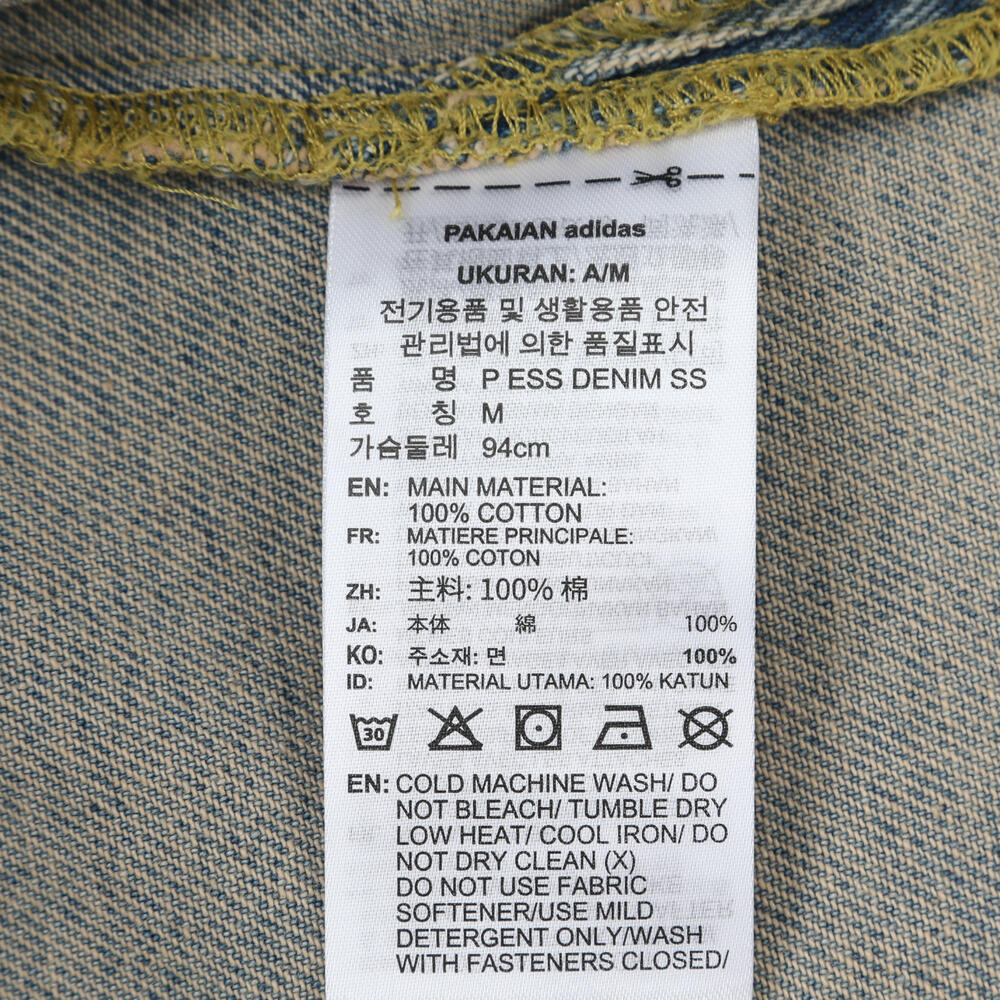 PAKAIAN adidas
UKURAN: A/M
전기용품 및 생활용품 안전
관리법에 의한 품질표시
품 명 P ESS DENIM SS
호 칭 M
가슴둘레 94cm
EN: MAIN MATERIAL:
100% COTTON
FR: MATIERE PRINCIPALE:
100% COTON
ZH: 主料: 100% 棉
JA: 本体 綿 100%
KO: 주소재: 면 100%
ID: MATERIAL UTAMA: 100% KATUN
30
EN: COLD MACHINE WASH/ DO
NOT BLEACH/ TUMBLE DRY
LOW HEAT/ COOL IRON/ DO
NOT DRY CLEAN (X)
DO NOT USE FABRIC
SOFTENER/USE MILD
DETERGENT ONLY/WASH
WITH FASTENERS CLOSED/